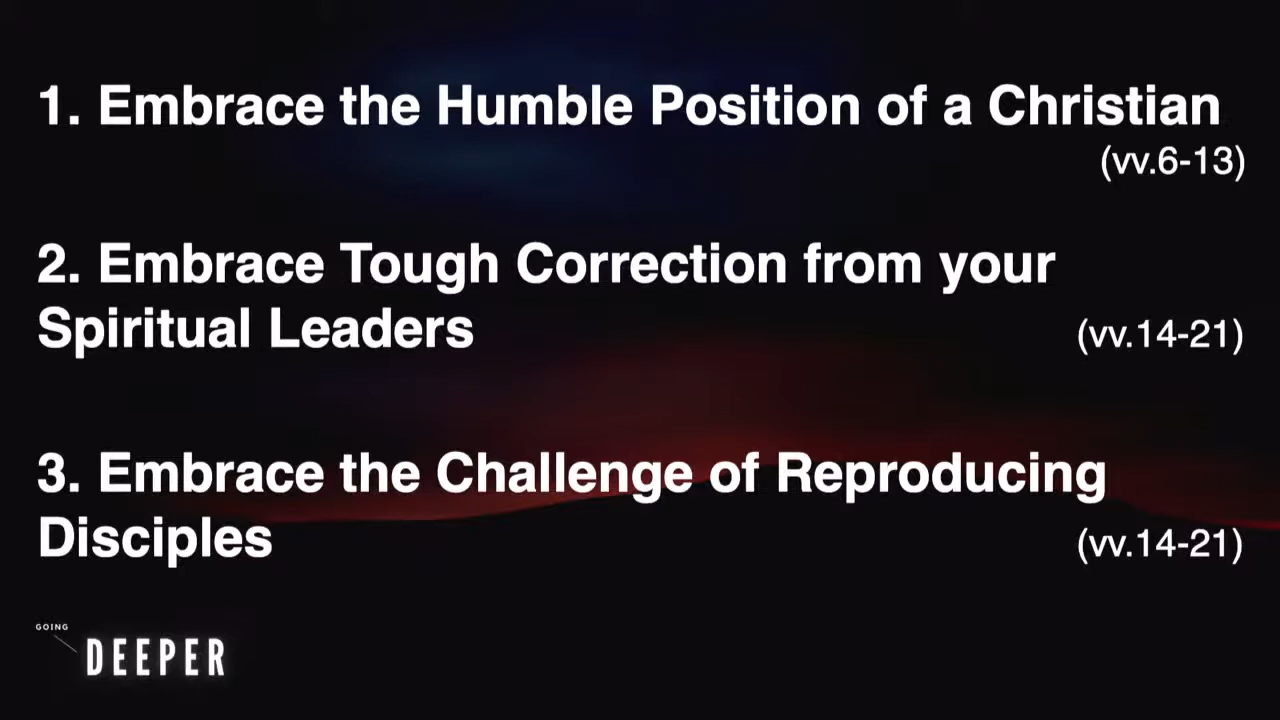 1. Embrace the Humble Position of a Christian
(vv.6-13)
2. Embrace Tough Correction from your
Spiritual Leaders (vv.14-21)
3. Embrace the Challenge of Reproducing
Disciples (vv.14-21)
GOING
DEEPER